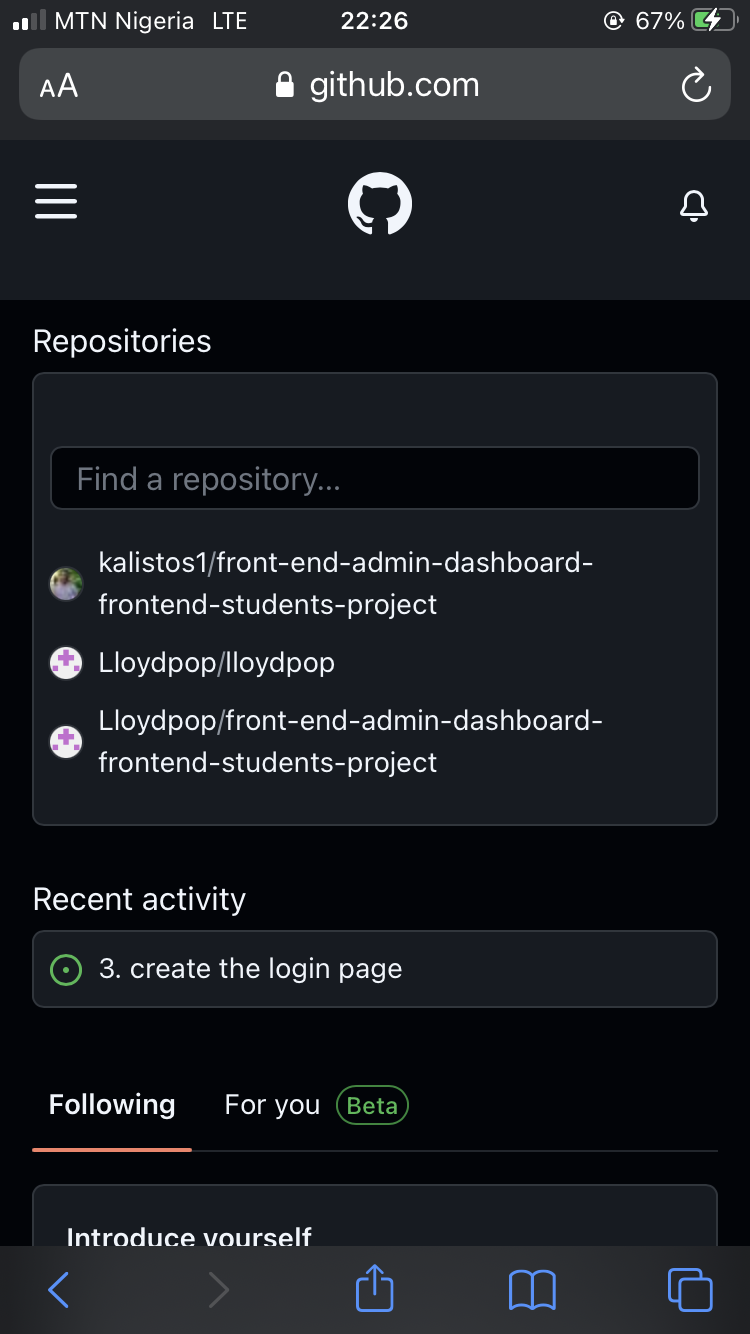 MTN Nigeria LTE 22:26 67%
AA github.com
Repositories
Find a repository...
kalistos1/front-end-admin-dashboard-
frontend-students-project
Lloydpop/lloydpop
Lloydpop/front-end-admin-dashboard-
frontend-students-project
Recent activity
3. create the login page
Following For you Beta
Introduce yourself